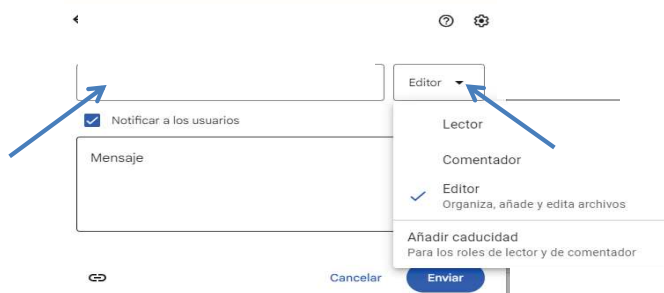 Editor
Notificar a los usuarios
Lector
Mensaje
Comentador
Editor
Organiza, añade y edita archivos
Añadir caducidad
Para los roles de lector y de comentador
Cancelar
Enviar